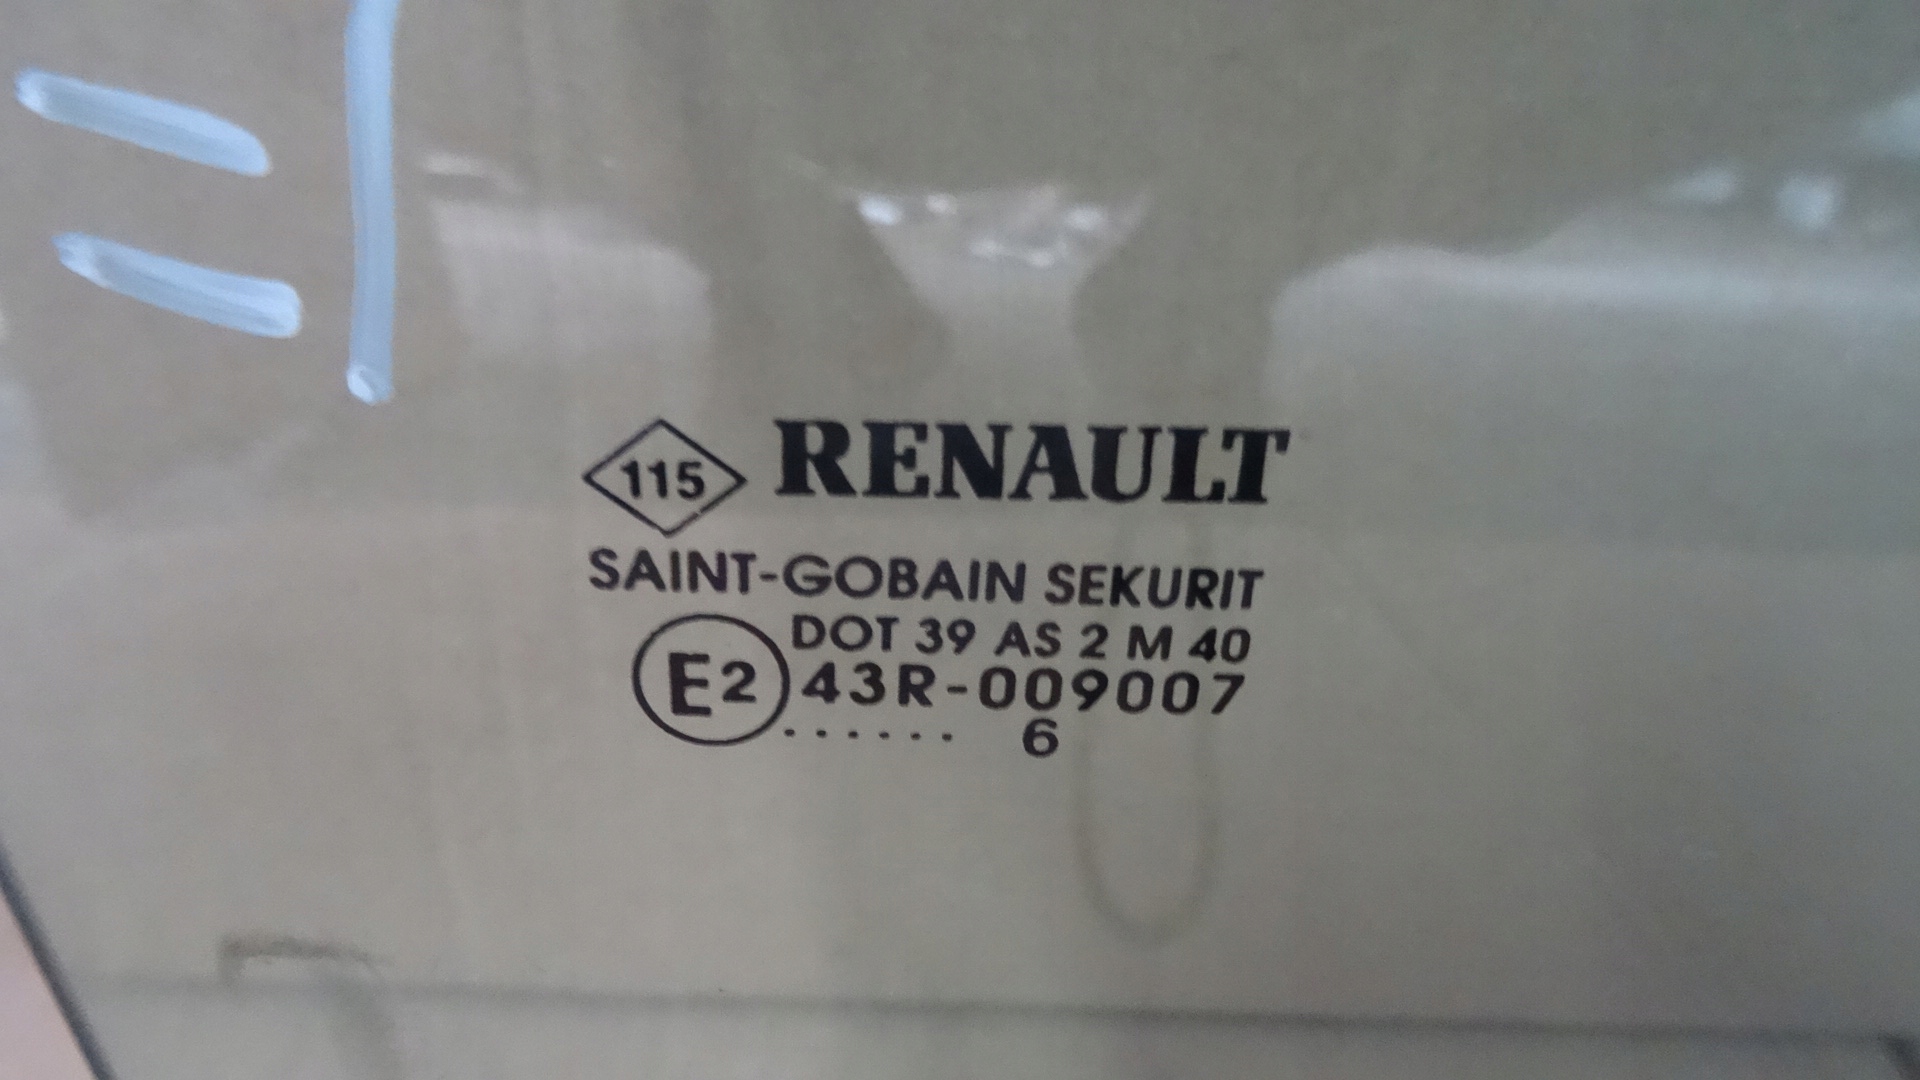 115 RENAULT
SAINT-GOBAIN SEKURIT
DOT 39 AS 2 M 40
E2 43R-009007
...... 6